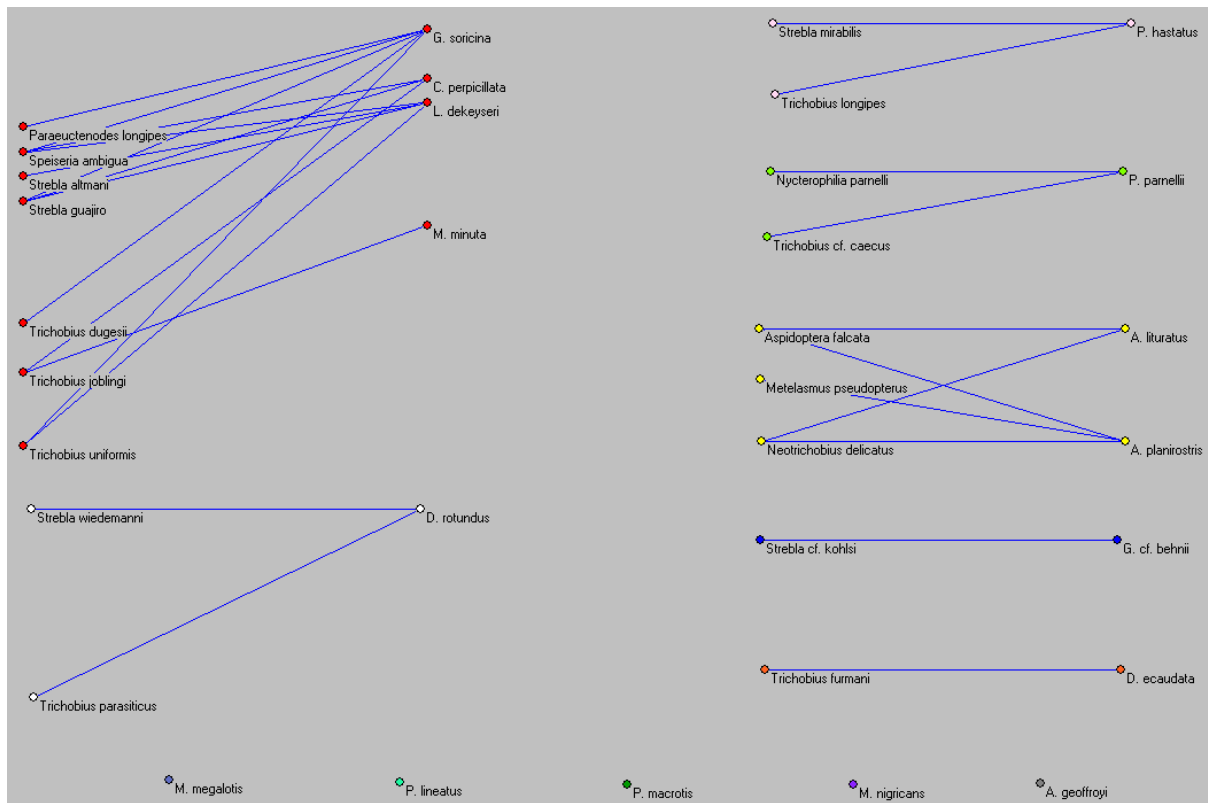 G. soricina
C. perpicillata
L. dekeyseri
Paraeuctenodes longipes
Speiseria ambigua
Strebla altmani
Strebla guajiro
M. minuta
Trichobius dugesii
Trichobius joblingi
Trichobius uniformis
Strebla wiedemanni
D. rotundus
Trichobius parasiticus
Strebla mirabilis
P. hastatus
Trichobius longipes
Nycterophilia parnelli
P. parnellii
Trichobius cf. caecus
Aspidoptera falcata
A. lituratus
Metelasmus pseudopterus
Neotrichobius delicatus
A. planirostris
Strebla cf. kohlsi
G. cf. behnii
Trichobius furmani
D. ecaudata
M. megalotis
P. lineatus
P. macrotis
M. nigricans
A. geoffroyi